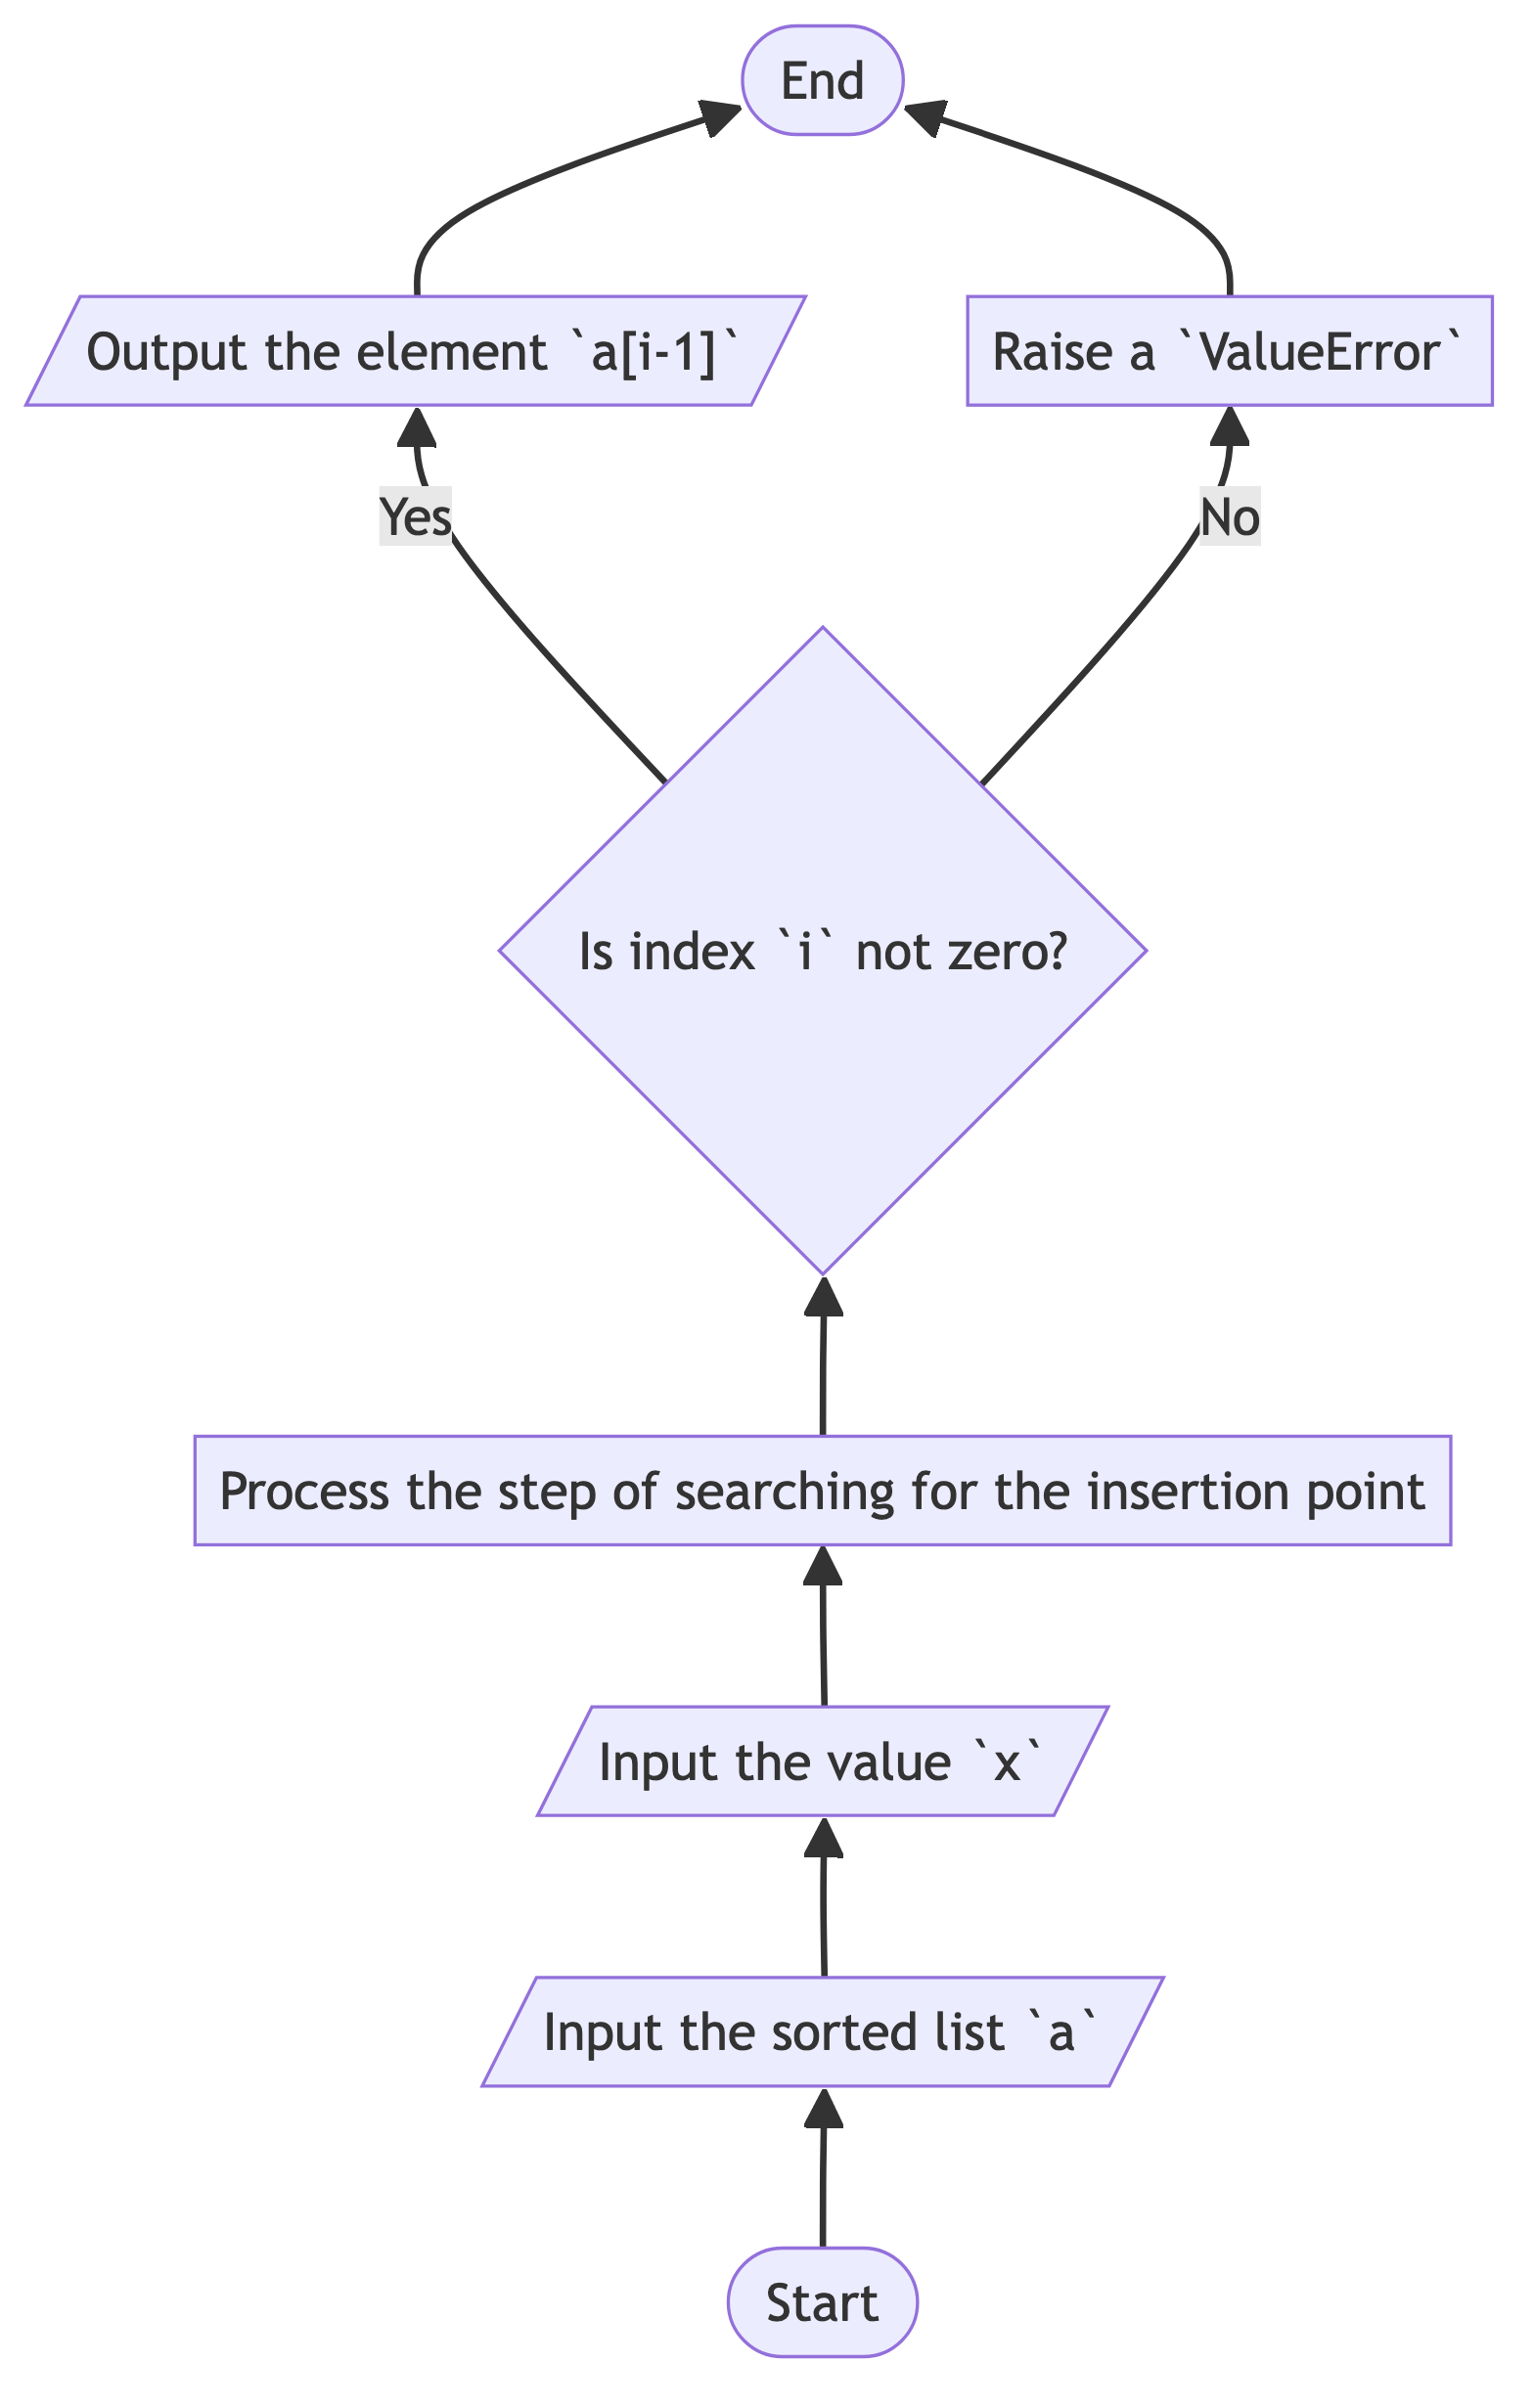 End
Output the element `a[i-1]`
Raise a `ValueError`
Yes
No
Is index `i` not zero?
Process the step of searching for the insertion point
Input the value `x`
Input the sorted list `a`
Start